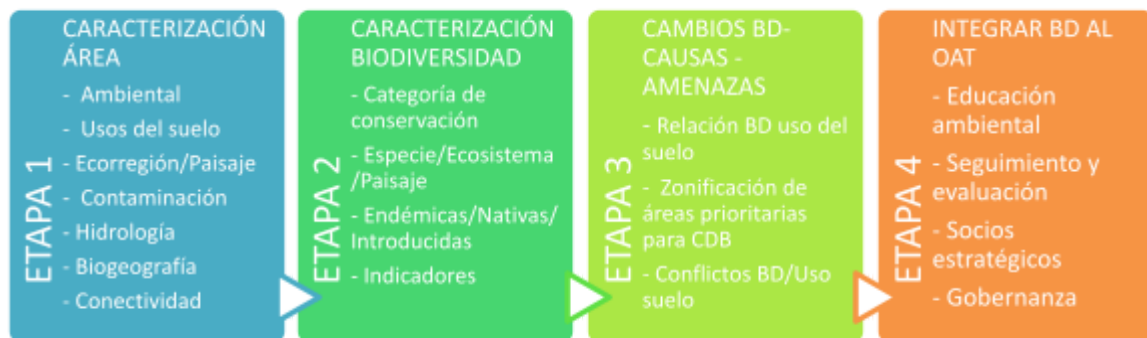 ETAPA 1
CARACTERIZACIÓN
ÁREA
- Ambiental
- Usos del suelo
- Ecorregión/Paisaje
- Contaminación
- Hidrología
- Biogeografía
- Conectividad
ETAPA 2
CARACTERIZACIÓN
BIODIVERSIDAD
- Categoría de
conservación
- Especie/Ecosistema
/Paisaje
- Endémicas/Nativas/
Introducidas
- Indicadores
ETAPA 3
CAMBIOS BD-
CAUSAS -
AMENAZAS
- Relación BD uso del
suelo
- Zonificación de
áreas prioritarias
para CDB
- Conflictos BD/Uso
suelo
ETAPA 4
INTEGRAR BD AL
OAT
- Educación
ambiental
- Seguimiento y
evaluación
- Socios
estratégicos
- Gobernanza